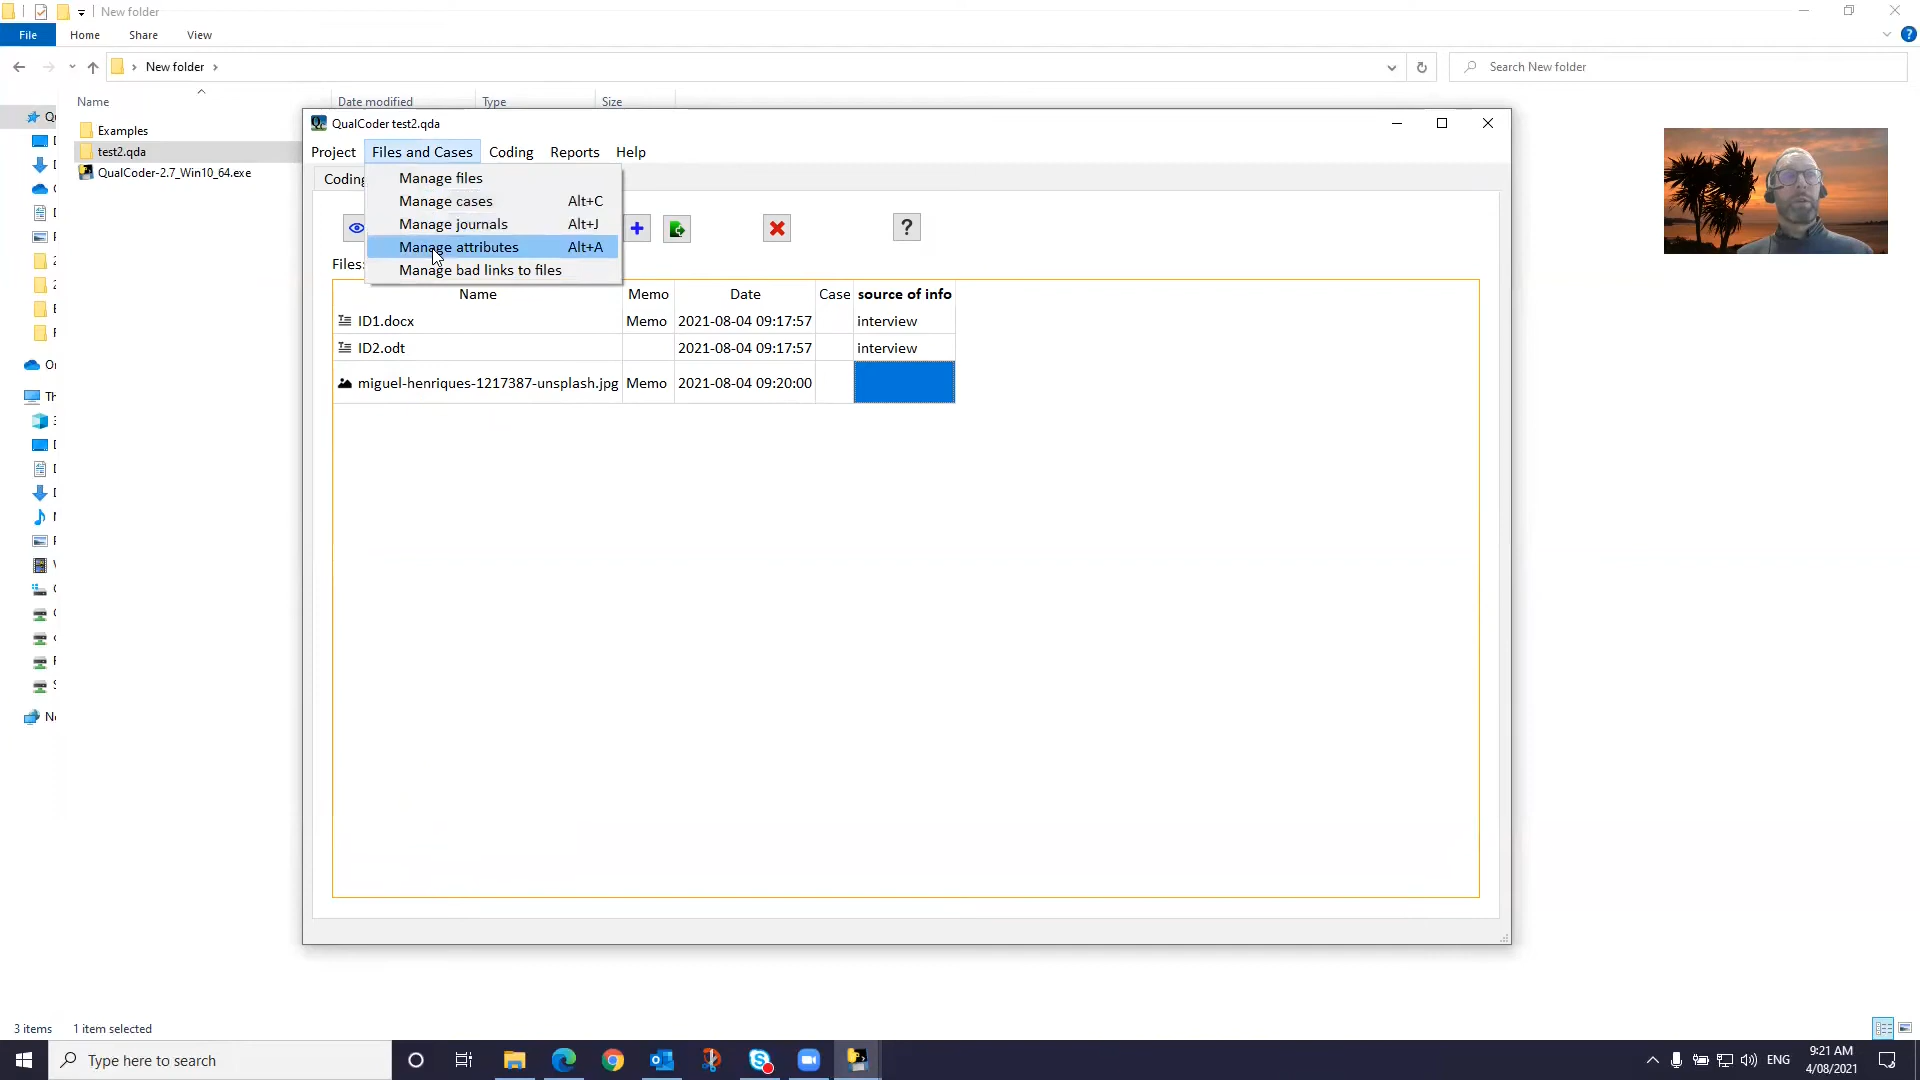 New folder
File Home Share View
New folder
Search New folder
Name Date modified Type Size
Examples
test2.qda
QualCoder-2.7_Win10_64.exe
QualCoder test2.qda
Project Files and Cases Coding Reports Help
Coding
Manage files
Manage cases Alt+C
Manage journals Alt+J
Manage attributes Alt+A
Manage bad links to files
?
Files:
Name Memo Date Case source of info
ID1.docx Memo 2021-08-04 09:17:57 interview
ID2.odt 2021-08-04 09:17:57 interview
miguel-henriques-1217387-unsplash.jpg Memo 2021-08-04 09:20:00
3 items 1 item selected
Type here to search
ENG
9:21 AM
4/08/2021